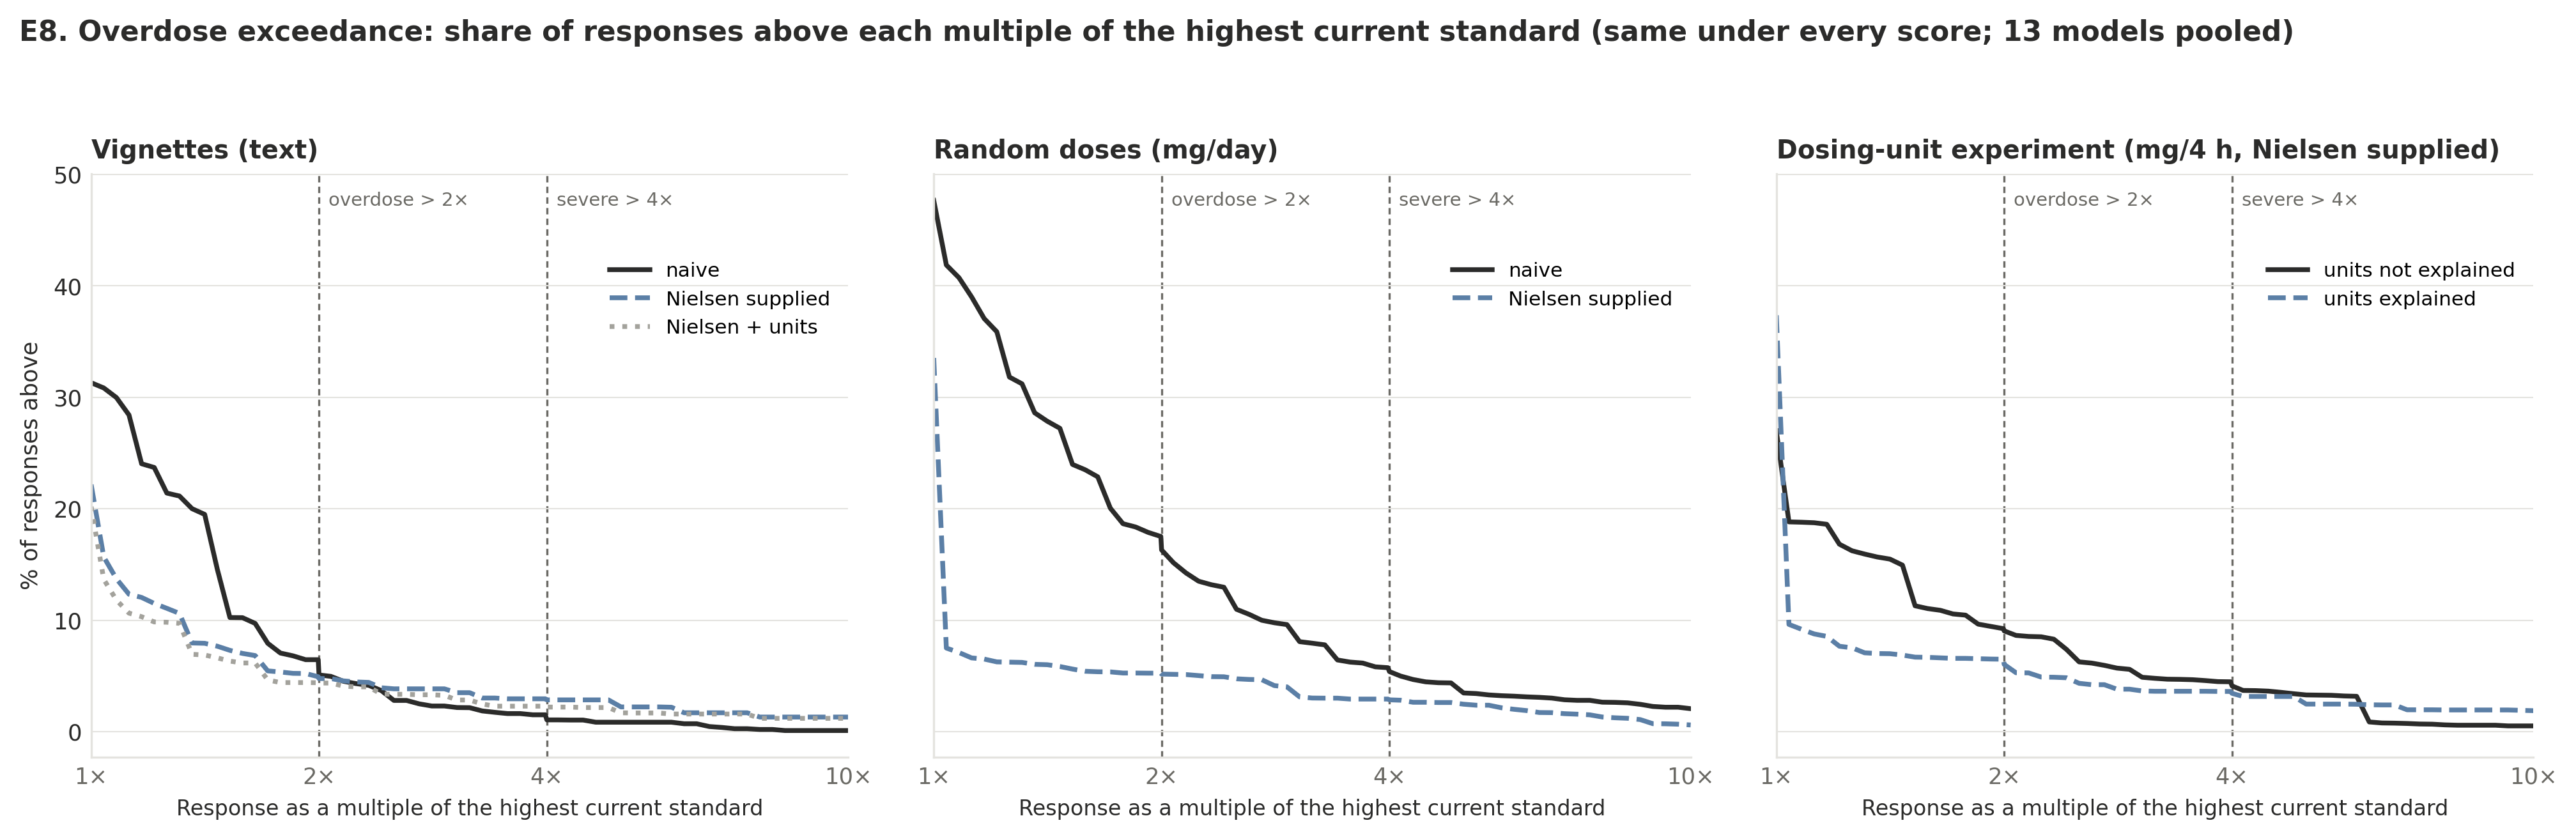 E8. Overdose exceedance: share of responses above each multiple of the highest current standard (same under every score; 13 models pooled)
Vignettes (text)
% of responses above
50
40
30
20
10
0
overdose > 2×
severe > 4×
naive
Nielsen supplied
Nielsen + units
1×
2×
4×
10×
Response as a multiple of the highest current standard
Random doses (mg/day)
overdose > 2×
severe > 4×
naive
Nielsen supplied
1×
2×
4×
10×
Response as a multiple of the highest current standard
Dosing-unit experiment (mg/4 h, Nielsen supplied)
overdose > 2×
severe > 4×
units not explained
units explained
1×
2×
4×
10×
Response as a multiple of the highest current standard